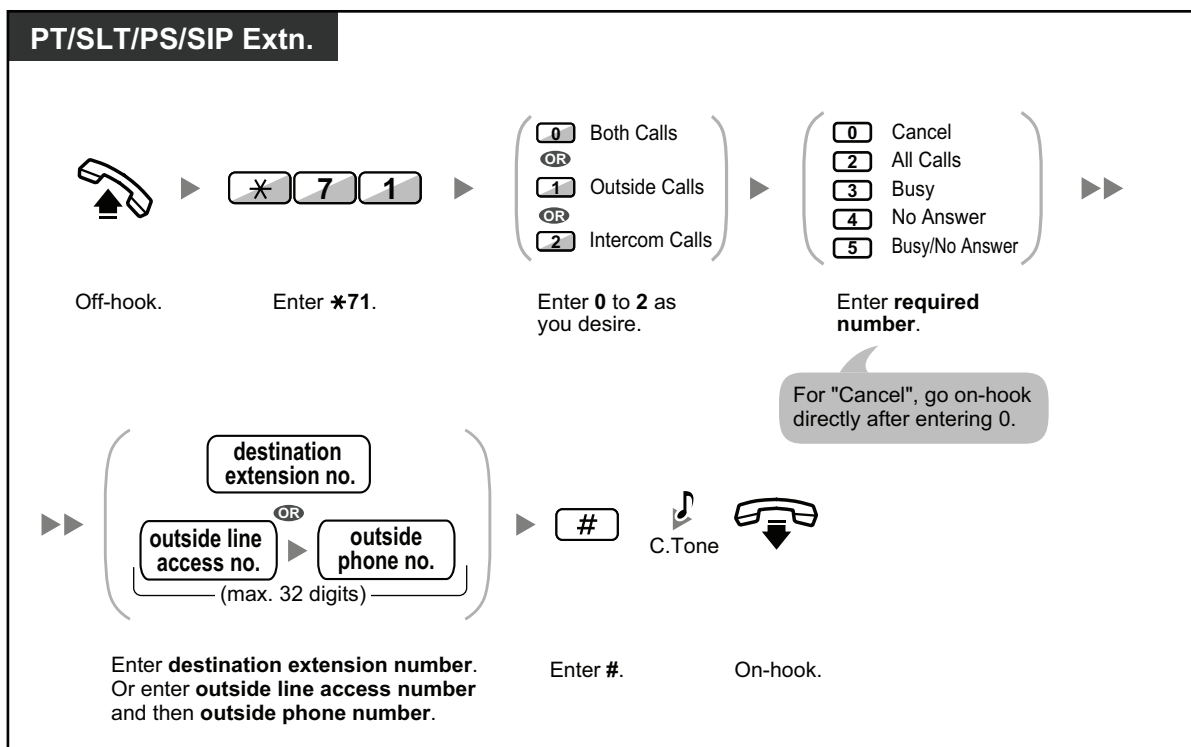 PT/SLT/PS/SIP Extn.
0 Both Calls
OR
1 Outside Calls
OR
2 Intercom Calls
0 Cancel
2 All Calls
3 Busy
4 No Answer
5 Busy/No Answer
* 7 1
Off-hook.
Enter *71.
Enter 0 to 2 as
you desire.
Enter required
number.
For "Cancel", go on-hook
directly after entering 0.
destination
extension no.
OR
outside line
access no.
outside
phone no.
(max. 32 digits)
#
C.Tone
Enter destination extension number.
Or enter outside line access number
and then outside phone number.
Enter #.
On-hook.